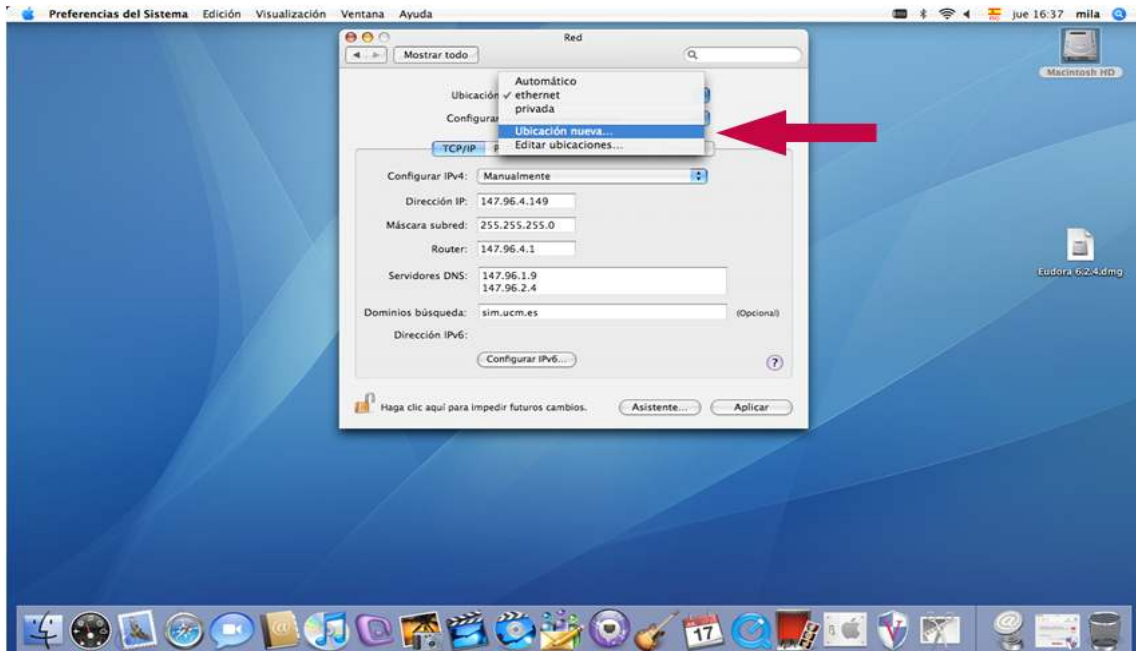 Preferencias del Sistema Edición Visualización Ventana Ayuda jue 16:37 mila
Red
Mostrar todo
Macintosh HD
Automático
Ubicación ✓ ethernet
privada
Configurar
Ubicación nueva...
Editar ubicaciones...
TCP/IP
Configurar IPv4: Manualmente
Dirección IP: 147.96.4.149
Máscara subred: 255.255.255.0
Router: 147.96.4.1
Servidores DNS: 147.96.1.9
147.96.2.4
Eudora 6.2.4.dmg
Dominios búsqueda: sim.ucm.es (Opcional)
Dirección IPv6:
Configurar IPv6... ?
Haga clic aquí para impedir futuros cambios. Asistente... Aplicar
17